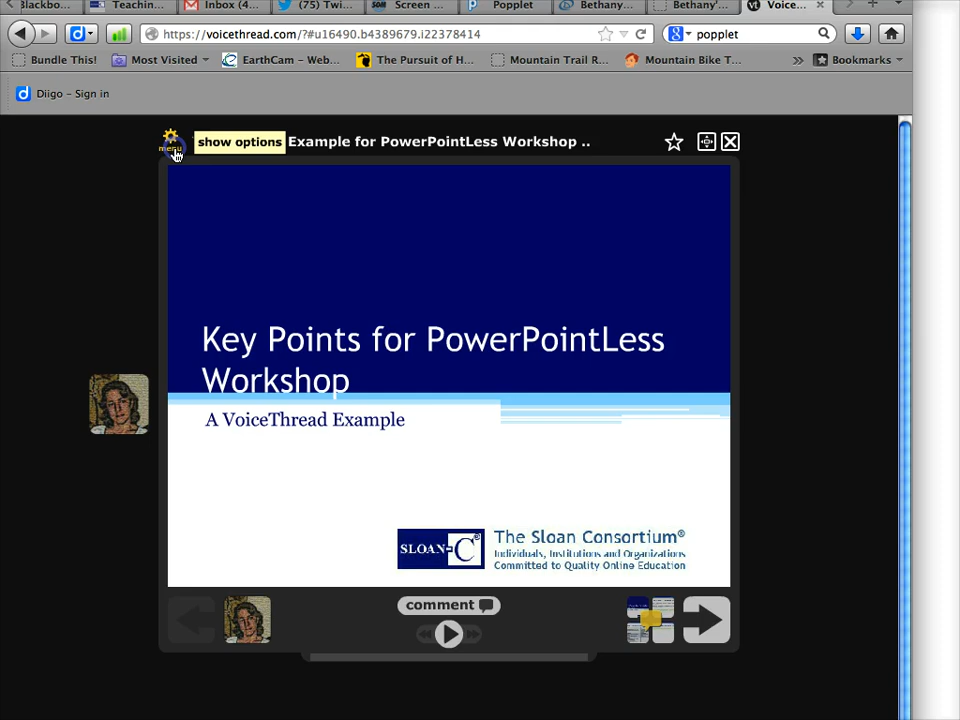 Blackbo...
Teachin...
Inbox (4...
(75) Twi...
Screen ...
Popplet
Bethany...
Bethany'...
vt Voice...
d
https://voicethread.com/?#u16490.b4389679.i22378414
popplet
Bundle This!
Most Visited
EarthCam – Web...
The Pursuit of H...
Mountain Trail R...
Mountain Bike T...
»
Bookmarks
d Diigo – Sign in
menu
show options
Example for PowerPointLess Workshop ..
Key Points for PowerPointLess
Workshop
A VoiceThread Example
SLOAN-C®
The Sloan Consortium®
Individuals, Institutions and Organizations
Committed to Quality Online Education
comment